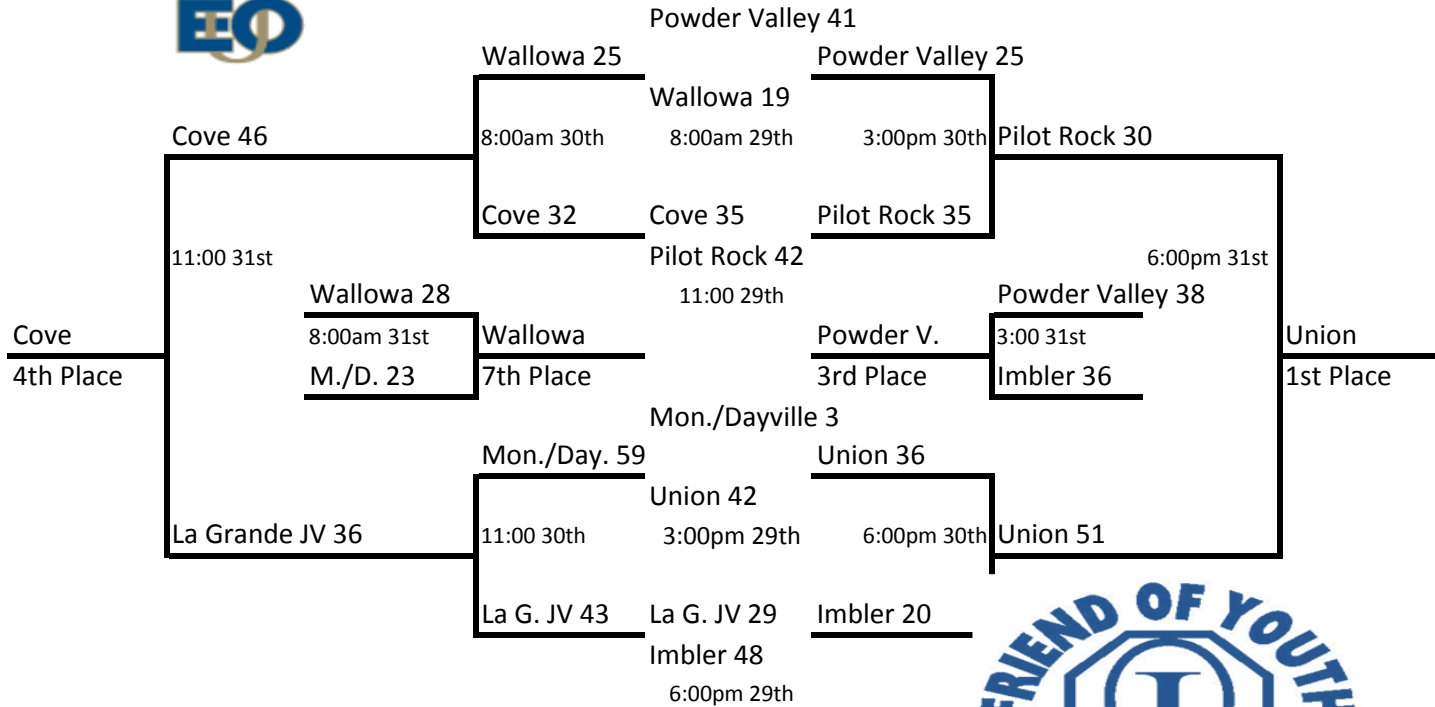 EOU
Powder Valley 41
Wallowa 25 Powder Valley 25
Wallowa 19
Cove 46 8:00am 30th 8:00am 29th 3:00pm 30th Pilot Rock 30
Cove 32 Cove 35 Pilot Rock 35
11:00 31st Pilot Rock 42 6:00pm 31st
Wallowa 28 11:00 29th Powder Valley 38
Cove 8:00am 31st Wallowa Powder V. 3:00 31st Union
4th Place M./D. 23 7th Place 3rd Place Imbler 36 1st Place
Mon./Dayville 3
Mon./Day. 59 Union 36
Union 42
La Grande JV 36 11:00 30th 3:00pm 29th 6:00pm 30th Union 51
La G. JV 43 La G. JV 29 Imbler 20
Imbler 48
6:00pm 29th
FRIEND OF YOUTH